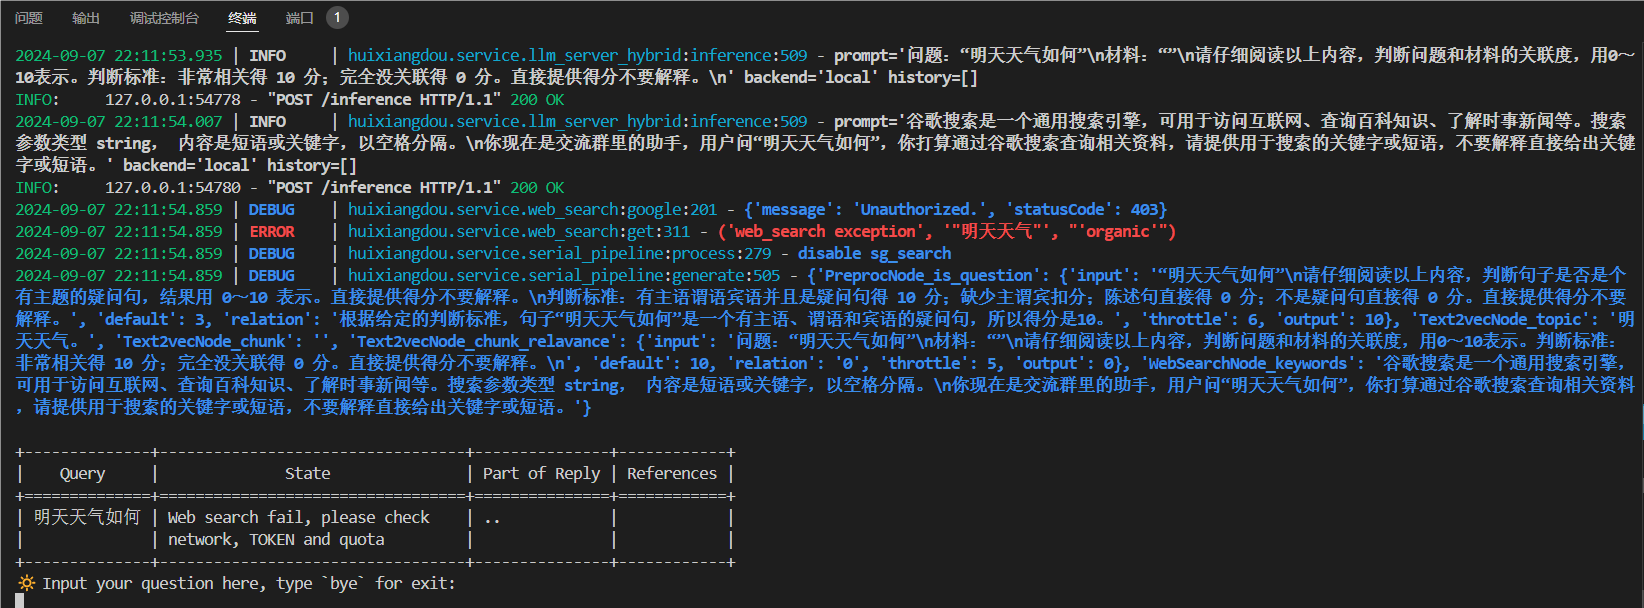 问题 输出 调试控制台 终端 端口 1
2024-09-07 22:11:53.935 | INFO     | huixiangdou.service.llm_server_hybrid:inference:509 - prompt='问题：“明天天气如何”\n材料：“”\n请仔细阅读以上内容，判断问题和材料的关联度，用0～
10表示。判断标准：非常相关得 10 分；完全没关联得 0 分。直接提供得分不要解释。\n' backend='local' history=[]
INFO:     127.0.0.1:54778 - "POST /inference HTTP/1.1" 200 OK
2024-09-07 22:11:54.007 | INFO     | huixiangdou.service.llm_server_hybrid:inference:509 - prompt='谷歌搜索是一个通用搜索引擎，可用于访问互联网、查询百科知识、了解时事新闻等。搜索
参数类型 string， 内容是短语或关键字，以空格分隔。\n你现在是交流群里的助手，用户问“明天天气如何”，你打算通过谷歌搜索查询相关资料，请提供用于搜索的关键字或短语，不要解释直接给出关键
字或短语。' backend='local' history=[]
INFO:     127.0.0.1:54780 - "POST /inference HTTP/1.1" 200 OK
2024-09-07 22:11:54.859 | DEBUG    | huixiangdou.service.web_search:google:201 - {'message': 'Unauthorized.', 'statusCode': 403}
2024-09-07 22:11:54.859 | ERROR    | huixiangdou.service.web_search:get:311 - ('web_search exception', '"明天天气"', "'organic'")
2024-09-07 22:11:54.859 | DEBUG    | huixiangdou.service.serial_pipeline:process:279 - disable sg_search
2024-09-07 22:11:54.859 | DEBUG    | huixiangdou.service.serial_pipeline:generate:505 - {'PreprocNode_is_question': {'input': '“明天天气如何”\n请仔细阅读以上内容，判断句子是否是个
有主题的疑问句，结果用 0～10 表示。直接提供得分不要解释。\n判断标准：有主语谓语宾语并且是疑问句得 10 分；缺少主谓宾扣分；陈述句直接得 0 分；不是疑问句直接得 0 分。直接提供得分不要
解释。', 'default': 3, 'relation': '根据给定的判断标准，句子“明天天气如何”是一个有主语、谓语和宾语的疑问句，所以得分是10。', 'throttle': 6, 'output': 10}, 'Text2vecNode_topic': '明
天天气。', 'Text2vecNode_chunk': '', 'Text2vecNode_chunk_relavance': {'input': '问题：“明天天气如何”\n材料：“”\n请仔细阅读以上内容，判断问题和材料的关联度，用0～10表示。判断标准：
非常相关得 10 分；完全没关联得 0 分。直接提供得分不要解释。\n', 'default': 10, 'relation': '0', 'throttle': 5, 'output': 0}, 'WebSearchNode_keywords': '谷歌搜索是一个通用搜索引擎，
可用于访问互联网、查询百科知识、了解时事新闻等。搜索参数类型 string， 内容是短语或关键字，以空格分隔。\n你现在是交流群里的助手，用户问“明天天气如何”，你打算通过谷歌搜索查询相关资料
，请提供用于搜索的关键字或短语，不要解释直接给出关键字或短语。'}
+--------------+----------------------------------+---------------+------------+
|    Query     |              State               | Part of Reply | References |
+==============+==================================+===============+============+
| 明天天气如何 | Web search fail, please check    | ..            |            |
|              | network, TOKEN and quota         |               |            |
+--------------+----------------------------------+---------------+------------+
🔆 Input your question here, type `bye` for exit: